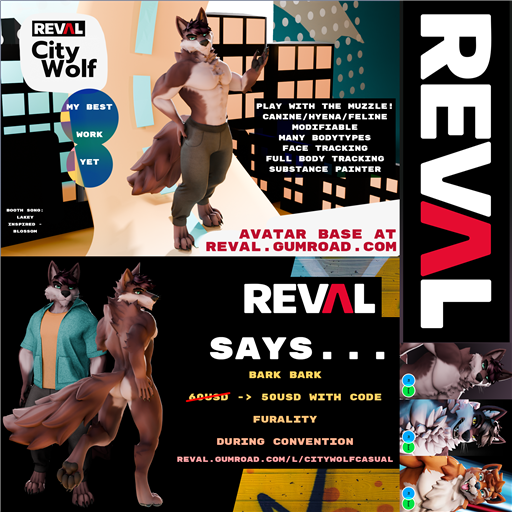 REVAL
City
Wolf
MY BEST
WORK
YET
BOOTH SONG:
LAKEY
INSPIRED -
BLOSSOM
PLAY WITH THE MUZZLE!
CANINE/HYENA/FELINE
MODIFIABLE
MANY BODYTYPES
FACE TRACKING
FULL BODY TRACKING
SUBSTANCE PAINTER
AVATAR BASE AT
REVAL.GUMROAD.COM
REVAL
REVAL
SAYS...
BARK BARK
60USD -> 50USD WITH CODE
FURALITY
DURING CONVENTION
REVAL.GUMROAD.COM/L/CITYWOLFCASUAL